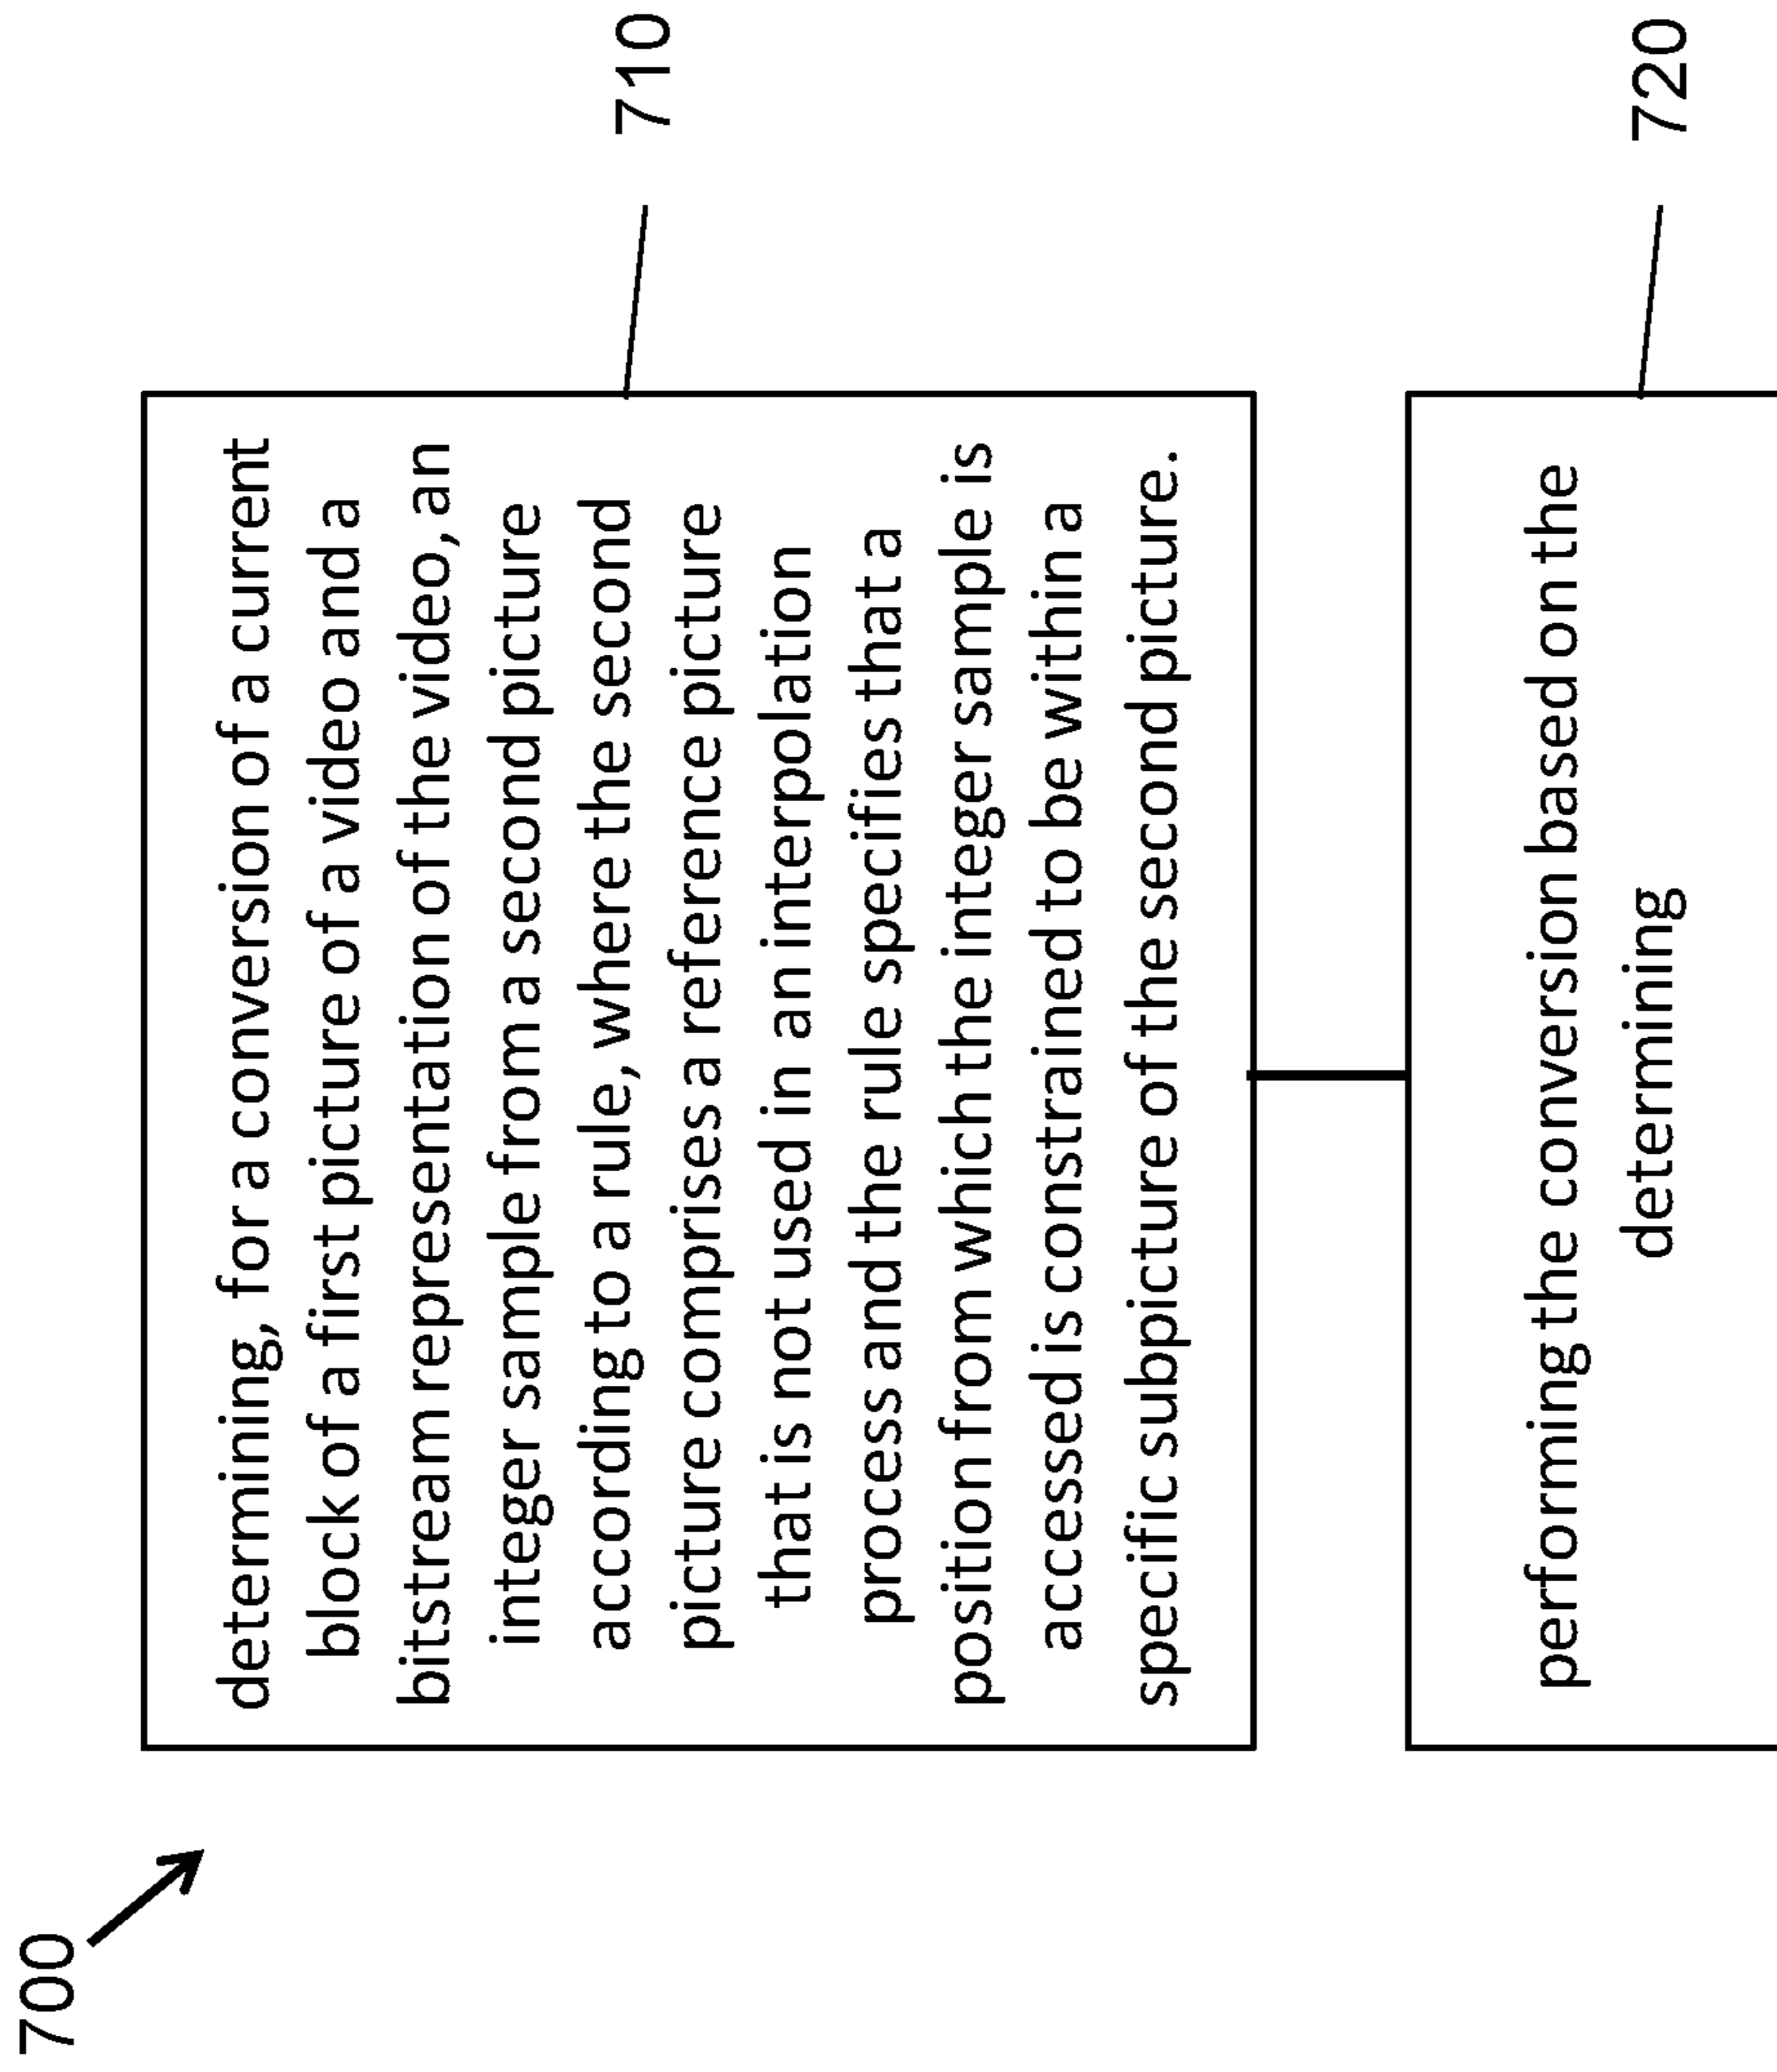 700
determining, for a conversion of a current
block of a first picture of a video and a
bitstream representation of the video, an
integer sample from a second picture
according to a rule, where the second
picture comprises a reference picture
that is not used in an interpolation
process and the rule specifies that a
position from which the integer sample is
accessed is constrained to be within a
specific subpicture of the second picture.
710
performing the conversion based on the
determining
720